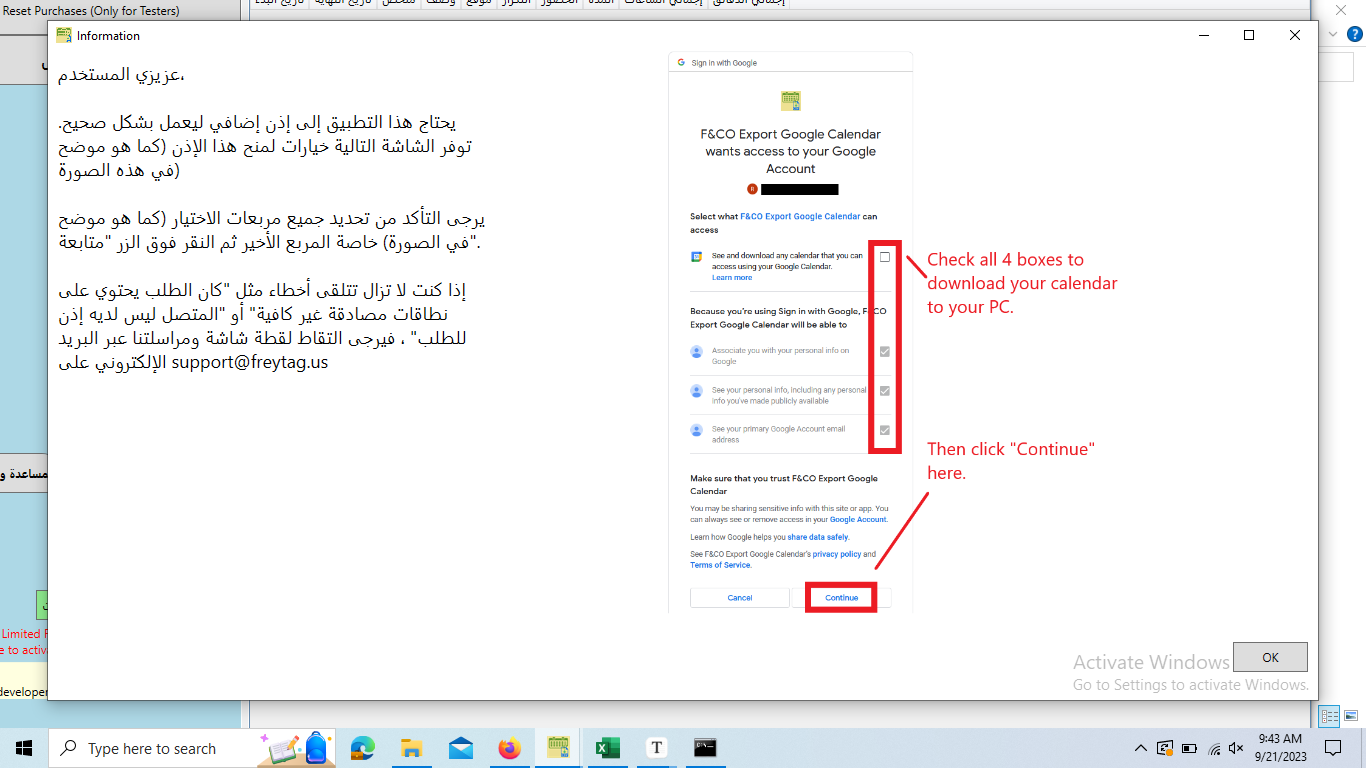 Reset Purchases (Only for Testers)
Information
عزيزي المستخدم،
يحتاج هذا التطبيق إلى إذن إضافي ليعمل بشكل صحيح.
توفر الشاشة التالية خيارات لمنح هذا الإذن (كما هو موضح
في هذه الصورة)
يرجى التأكد من تحديد جميع مربعات الاختيار (كما هو موضح
في الصورة) خاصة المربع الأخير ثم النقر فوق الزر "متابعة".
إذا كنت لا تزال تتلقى أخطاء مثل "كان الطلب يحتوي على
نطاقات مصادقة غير كافية" أو "المتصل ليس لديه إذن
للطلب" ، فيرجى التقاط لقطة شاشة ومراسلتنا عبر البريد
الإلكتروني على support@freytag.us
Sign in with Google
F&CO Export Google Calendar
wants access to your Google
Account
Select what F&CO Export Google Calendar can
access
See and download any calendar that you can
access using your Google Calendar.
Learn more
Because you're using Sign in with Google, F&CO
Export Google Calendar will be able to
Associate you with your personal info on
Google
See your personal info, including any personal
info you've made publicly available
See your primary Google Account email
address
Make sure that you trust F&CO Export Google
Calendar
You may be sharing sensitive info with this site or app. You
can always see or remove access in your Google Account.
Learn how Google helps you share data safely.
See F&CO Export Google Calendar's privacy policy and
Terms of Service.
Cancel
Continue
Check all 4 boxes to
download your calendar
to your PC.
Then click "Continue"
here.
OK
Activate Windows
Go to Settings to activate Windows.
Limited
to
developer
Type here to search
9:43 AM
9/21/2023